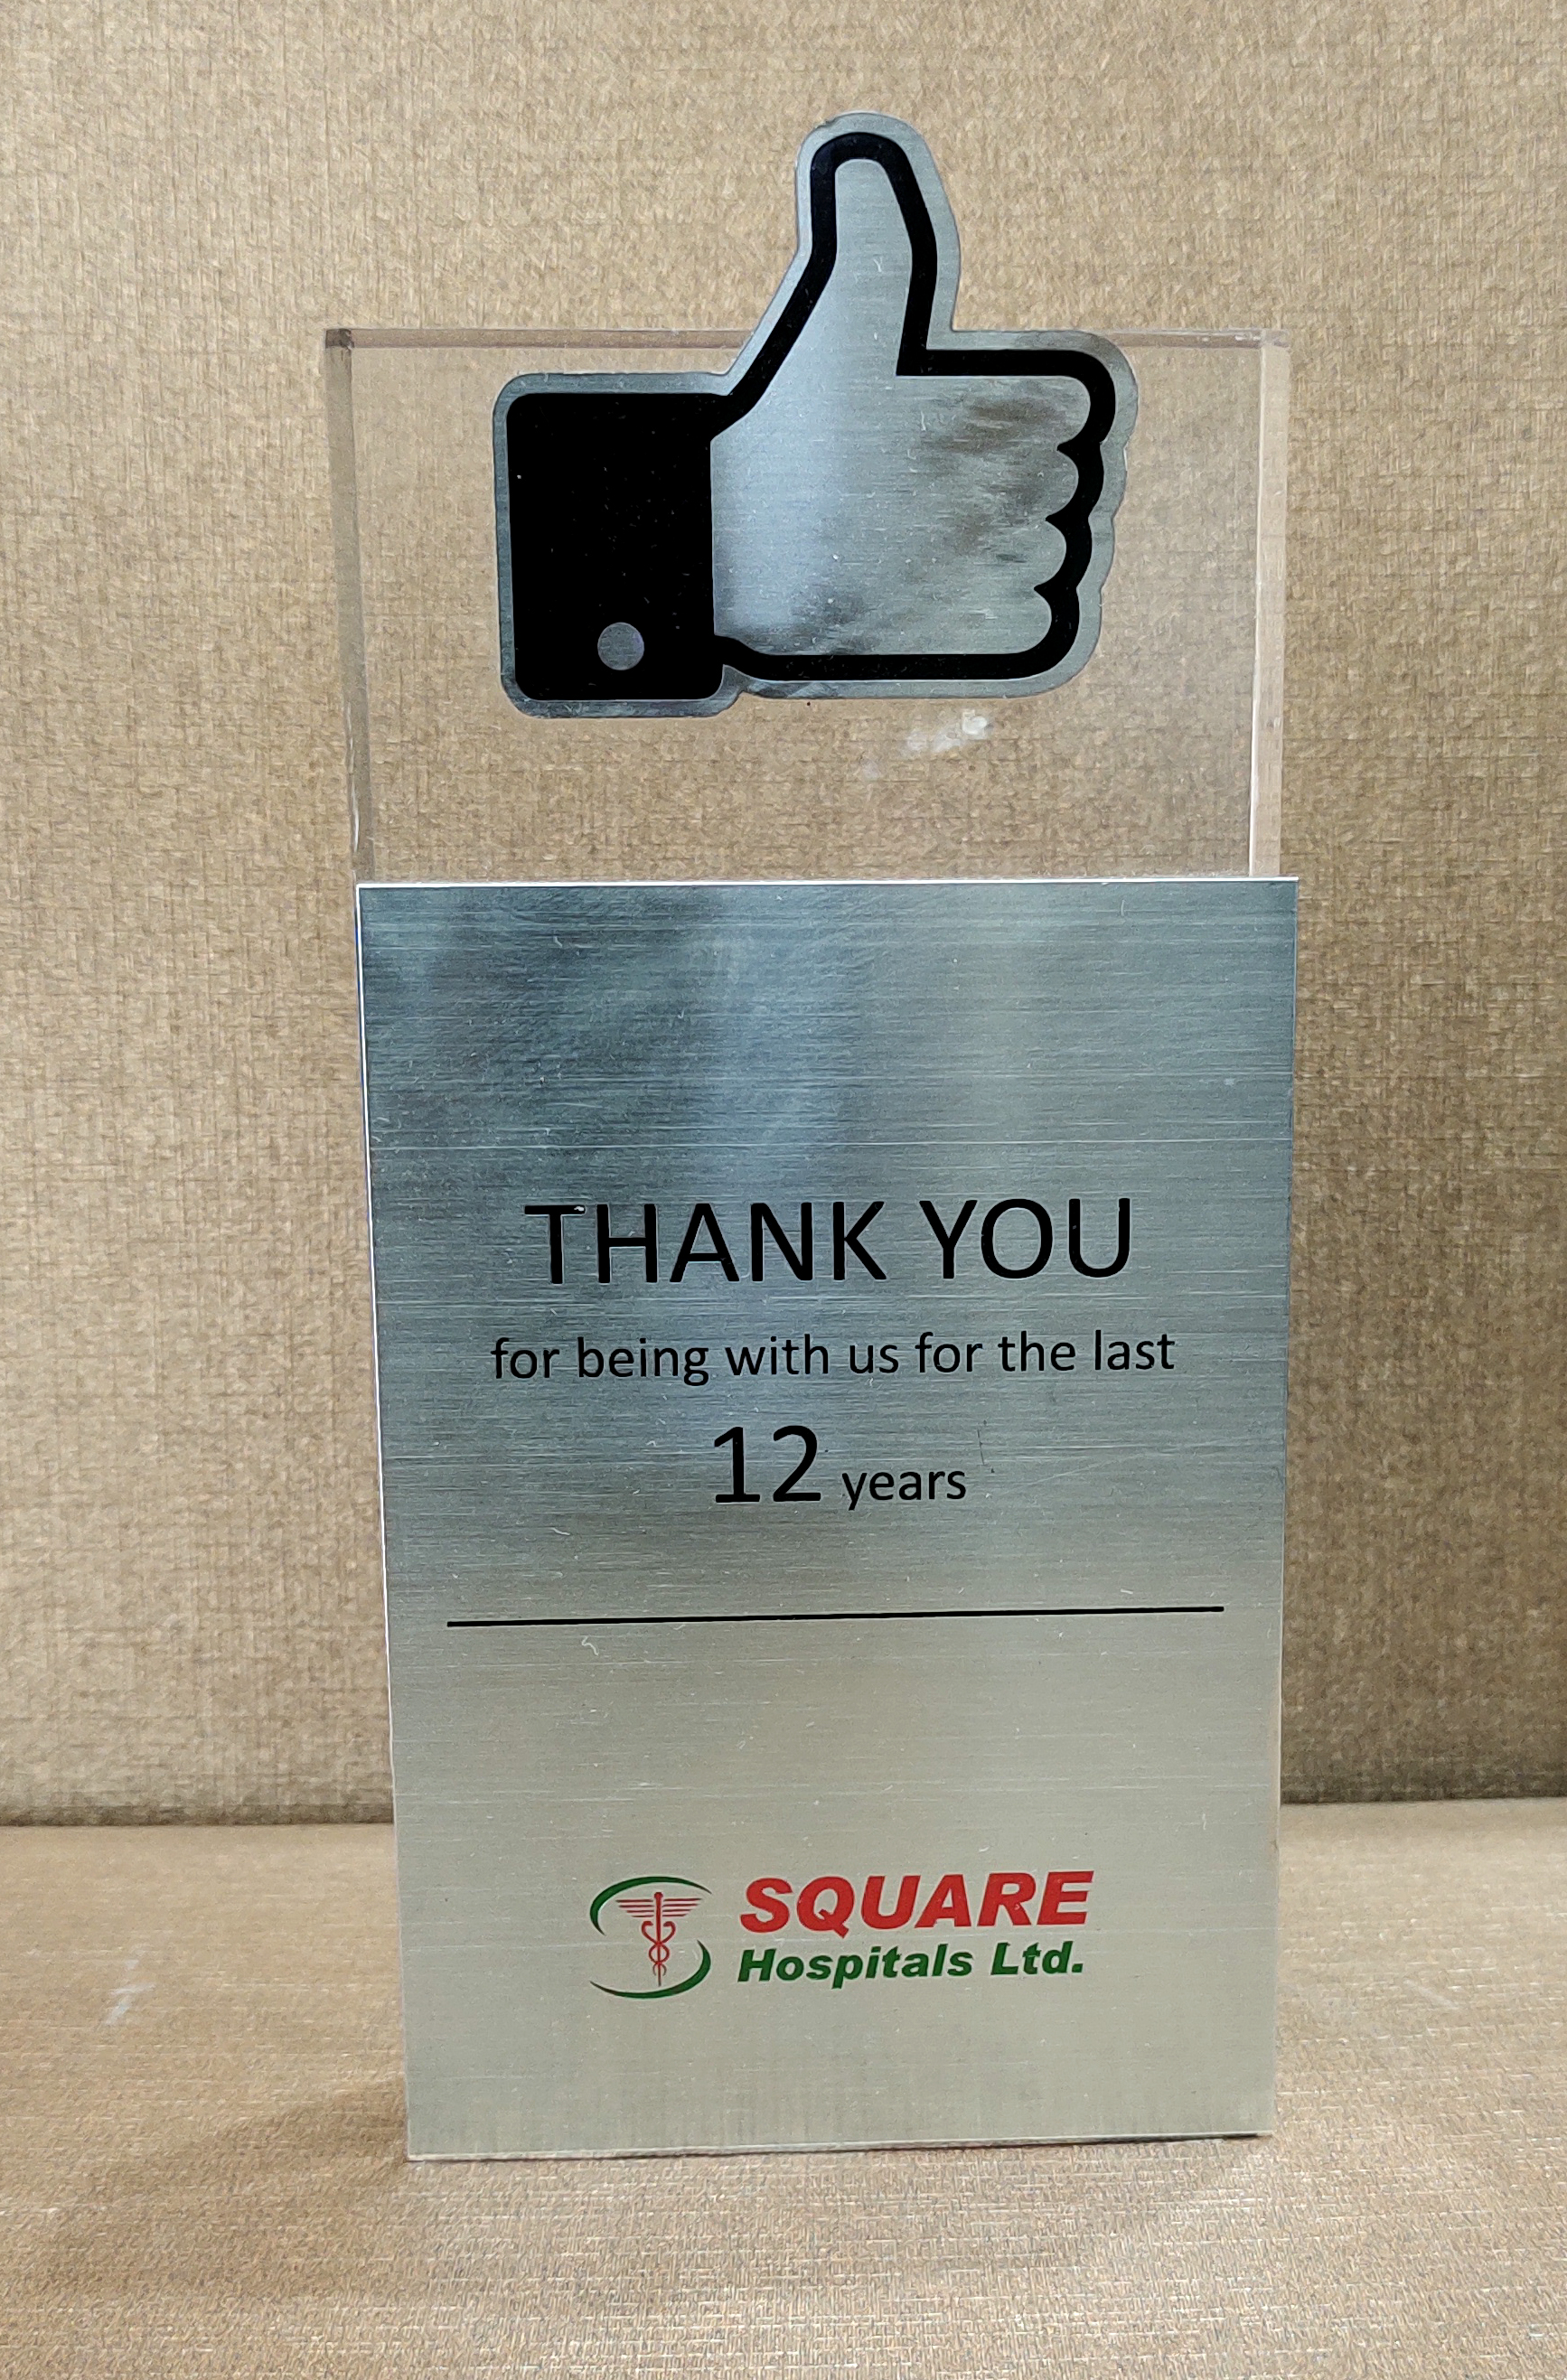 THANK YOU
for being with us for the last
12 years
SQUARE
Hospitals Ltd.